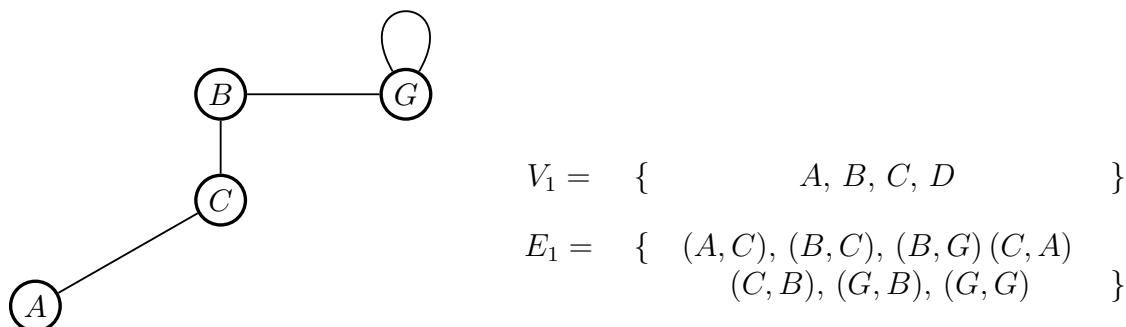 B
G
C
A
V₁ = { A, B, C, D }
E₁ = { (A, C), (B, C), (B, G) (C, A)
(C, B), (G, B), (G, G) }